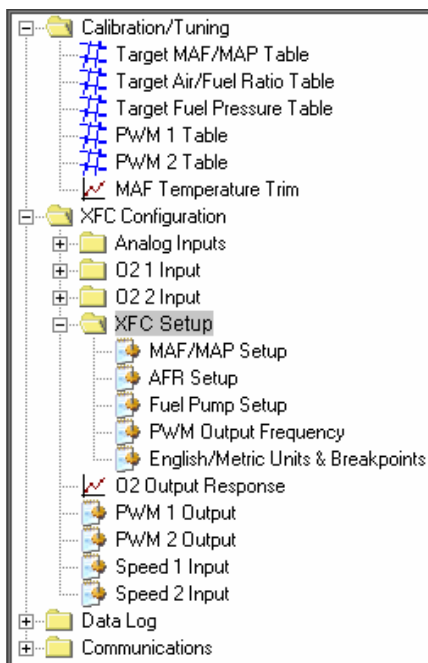 Calibration/Tuning
Target MAF/MAP Table
Target Air/Fuel Ratio Table
Target Fuel Pressure Table
PWM 1 Table
PWM 2 Table
MAF Temperature Trim
XFC Configuration
Analog Inputs
O2 1 Input
O2 2 Input
XFC Setup
MAF/MAP Setup
AFR Setup
Fuel Pump Setup
PWM Output Frequency
English/Metric Units & Breakpoints
O2 Output Response
PWM 1 Output
PWM 2 Output
Speed 1 Input
Speed 2 Input
Data Log
Communications